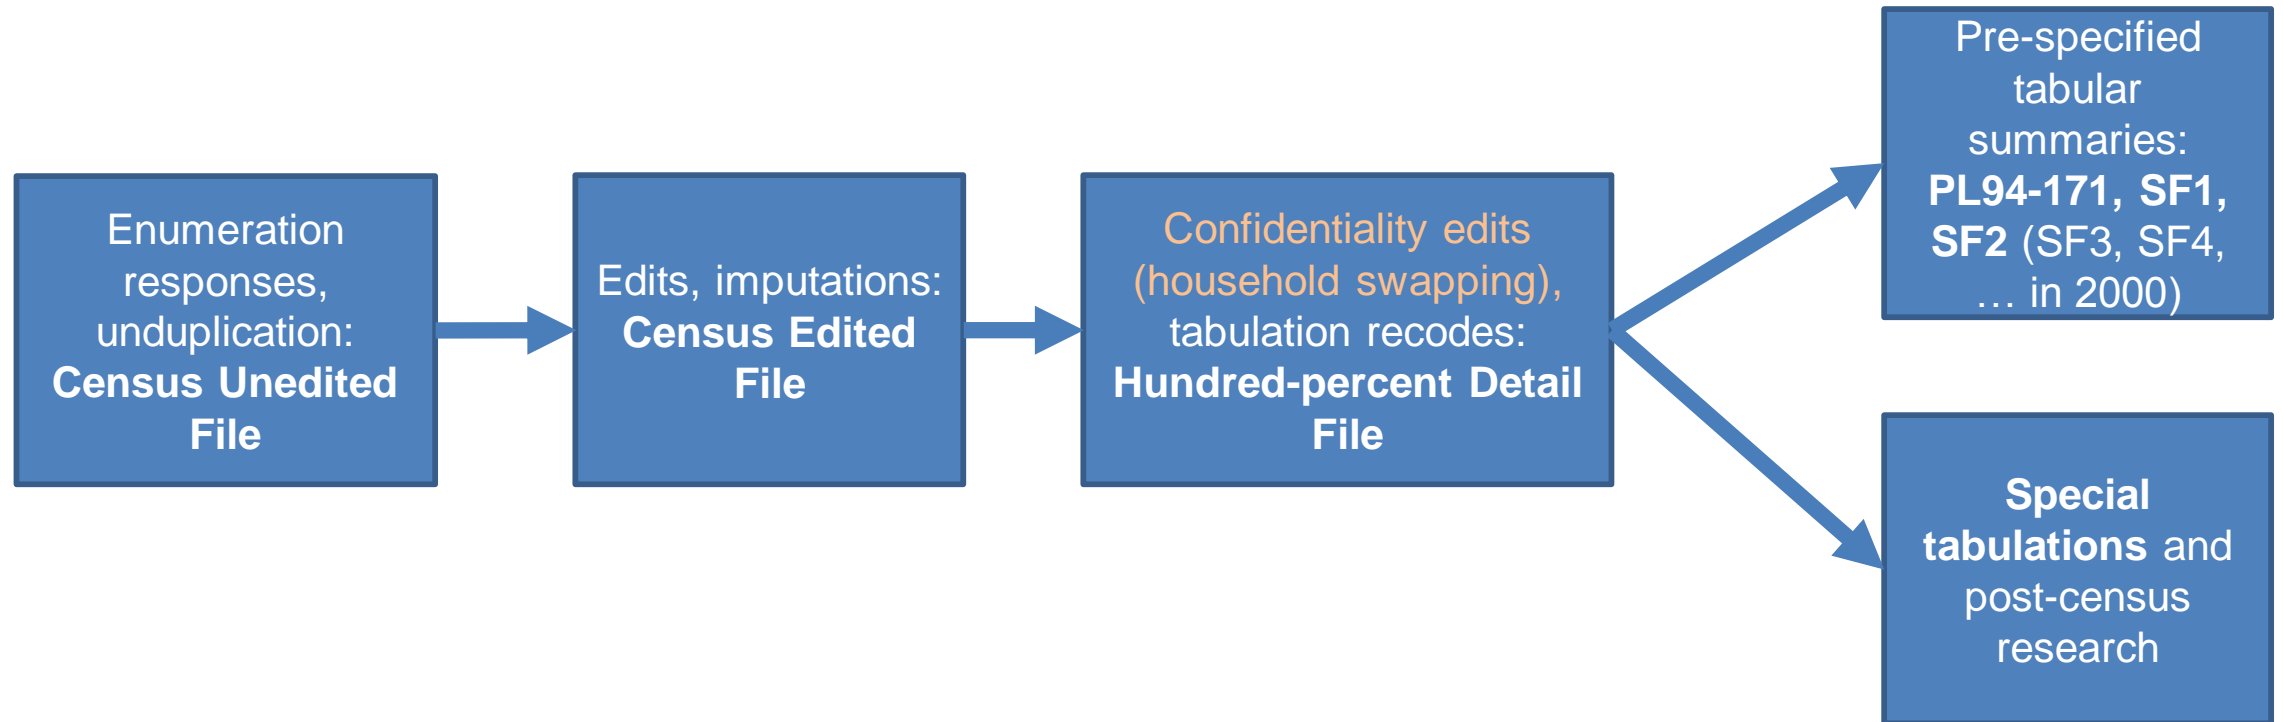 Enumeration
responses,
unduplication:
Census Unedited
File
Edits, imputations:
Census Edited
File
Confidentiality edits
(household swapping),
tabulation recodes:
Hundred-percent Detail
File
Pre-specified
tabular
summaries:
PL94-171, SF1,
SF2 (SF3, SF4,
… in 2000)
Special
tabulations and
post-census
research